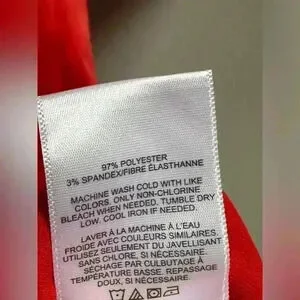 97% POLYESTER
3% SPANDEX/FIBRE ÉLASTHANNE
MACHINE WASH COLD WITH LIKE
COLORS. ONLY NON-CHLORINE
BLEACH WHEN NEEDED. TUMBLE DRY
LOW. COOL IRON IF NEEDED.
LAVER À LA MACHINE À L'EAU
FROIDE AVEC COULEURS SIMILAIRES.
UTILISEZ SEULEMENT DU JAVELLISANT
SANS CHLORE, SI NÉCESSAIRE.
SÉCHAGE PAR CULBUTAGE À
TEMPÉRATURE BASSE. REPASSAGE
DOUX, SI NÉCESSAIRE.